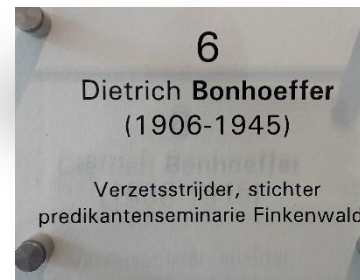 6
Dietrich Bonhoeffer
(1906-1945)
Verzetsstrijder, stichter
predikantenseminarie Finkenwald